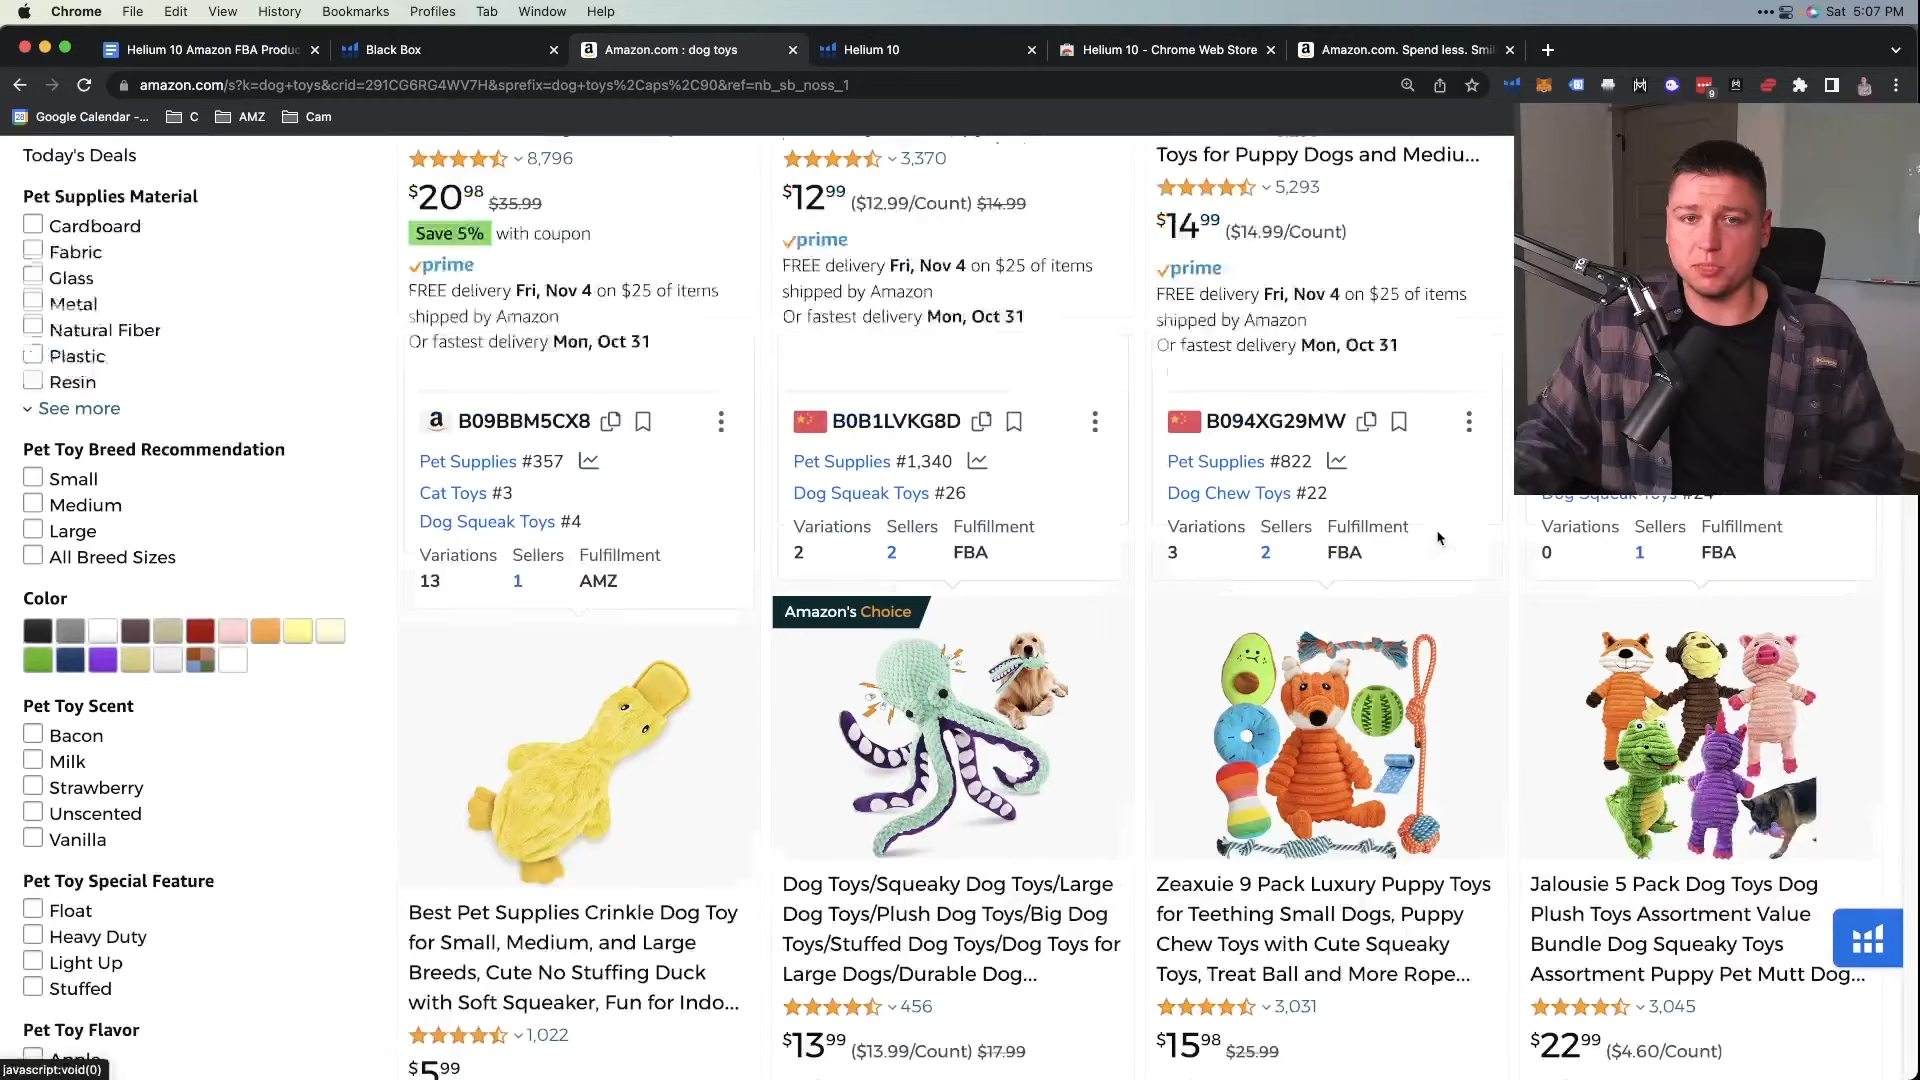 Chrome File Edit View History Bookmarks Profiles Tab Window Help Sat 5:07 PM
Helium 10 Amazon FBA Produc Black Box Amazon.com : dog toys Helium 10 Helium 10 - Chrome Web Store Amazon.com. Spend less. Smi
amazon.com/s?k=dog+toys&crid=291CG6RG4WV7H&sprefix=dog+toys%2Caps%2C90&ref=nb_sb_noss_1
9
28 Google Calendar -... C AMZ Cam
Today's Deals
Pet Supplies Material
Cardboard
Fabric
Glass
Metal
Natural Fiber
Plastic
Resin
See more
Pet Toy Breed Recommendation
Small
Medium
Large
All Breed Sizes
Color
Pet Toy Scent
Bacon
Milk
Strawberry
Unscented
Vanilla
Pet Toy Special Feature
Float
Heavy Duty
Light Up
Stuffed
Pet Toy Flavor
Apple
javascript:void(0)
8,796
$20 98 $35.99
Save 5% with coupon
prime
FREE delivery Fri, Nov 4 on $25 of items
shipped by Amazon
Or fastest delivery Mon, Oct 31
B09BBM5CX8
Pet Supplies #357
Cat Toys #3
Dog Squeak Toys #4
Variations Sellers Fulfillment
13 1 AMZ
Best Pet Supplies Crinkle Dog Toy
for Small, Medium, and Large
Breeds, Cute No Stuffing Duck
with Soft Squeaker, Fun for Indo...
1,022
$5 99
3,370
$12 99 ($12.99/Count) $14.99
prime
FREE delivery Fri, Nov 4 on $25 of items
shipped by Amazon
Or fastest delivery Mon, Oct 31
B0B1LVKG8D
Pet Supplies #1,340
Dog Squeak Toys #26
Variations Sellers Fulfillment
2 2 FBA
Amazon's Choice
Dog Toys/Squeaky Dog Toys/Large
Dog Toys/Plush Dog Toys/Big Dog
Toys/Stuffed Dog Toys/Dog Toys for
Large Dogs/Durable Dog...
456
$13 99 ($13.99/Count) $17.99
Toys for Puppy Dogs and Mediu...
5,293
$14 99 ($14.99/Count)
prime
FREE delivery Fri, Nov 4 on $25 of items
shipped by Amazon
Or fastest delivery Mon, Oct 31
B094XG29MW
Pet Supplies #822
Dog Chew Toys #22
Variations Sellers Fulfillment
3 2 FBA
Zeaxuie 9 Pack Luxury Puppy Toys
for Teething Small Dogs, Puppy
Chew Toys with Cute Squeaky
Toys, Treat Ball and More Rope...
3,031
$15 98 $25.99
Dog Squeak Toys #24
Variations Sellers Fulfillment
0 1 FBA
Jalousie 5 Pack Dog Toys Dog
Plush Toys Assortment Value
Bundle Dog Squeaky Toys
Assortment Puppy Pet Mutt Dog...
3,045
$22 99 ($4.60/Count)